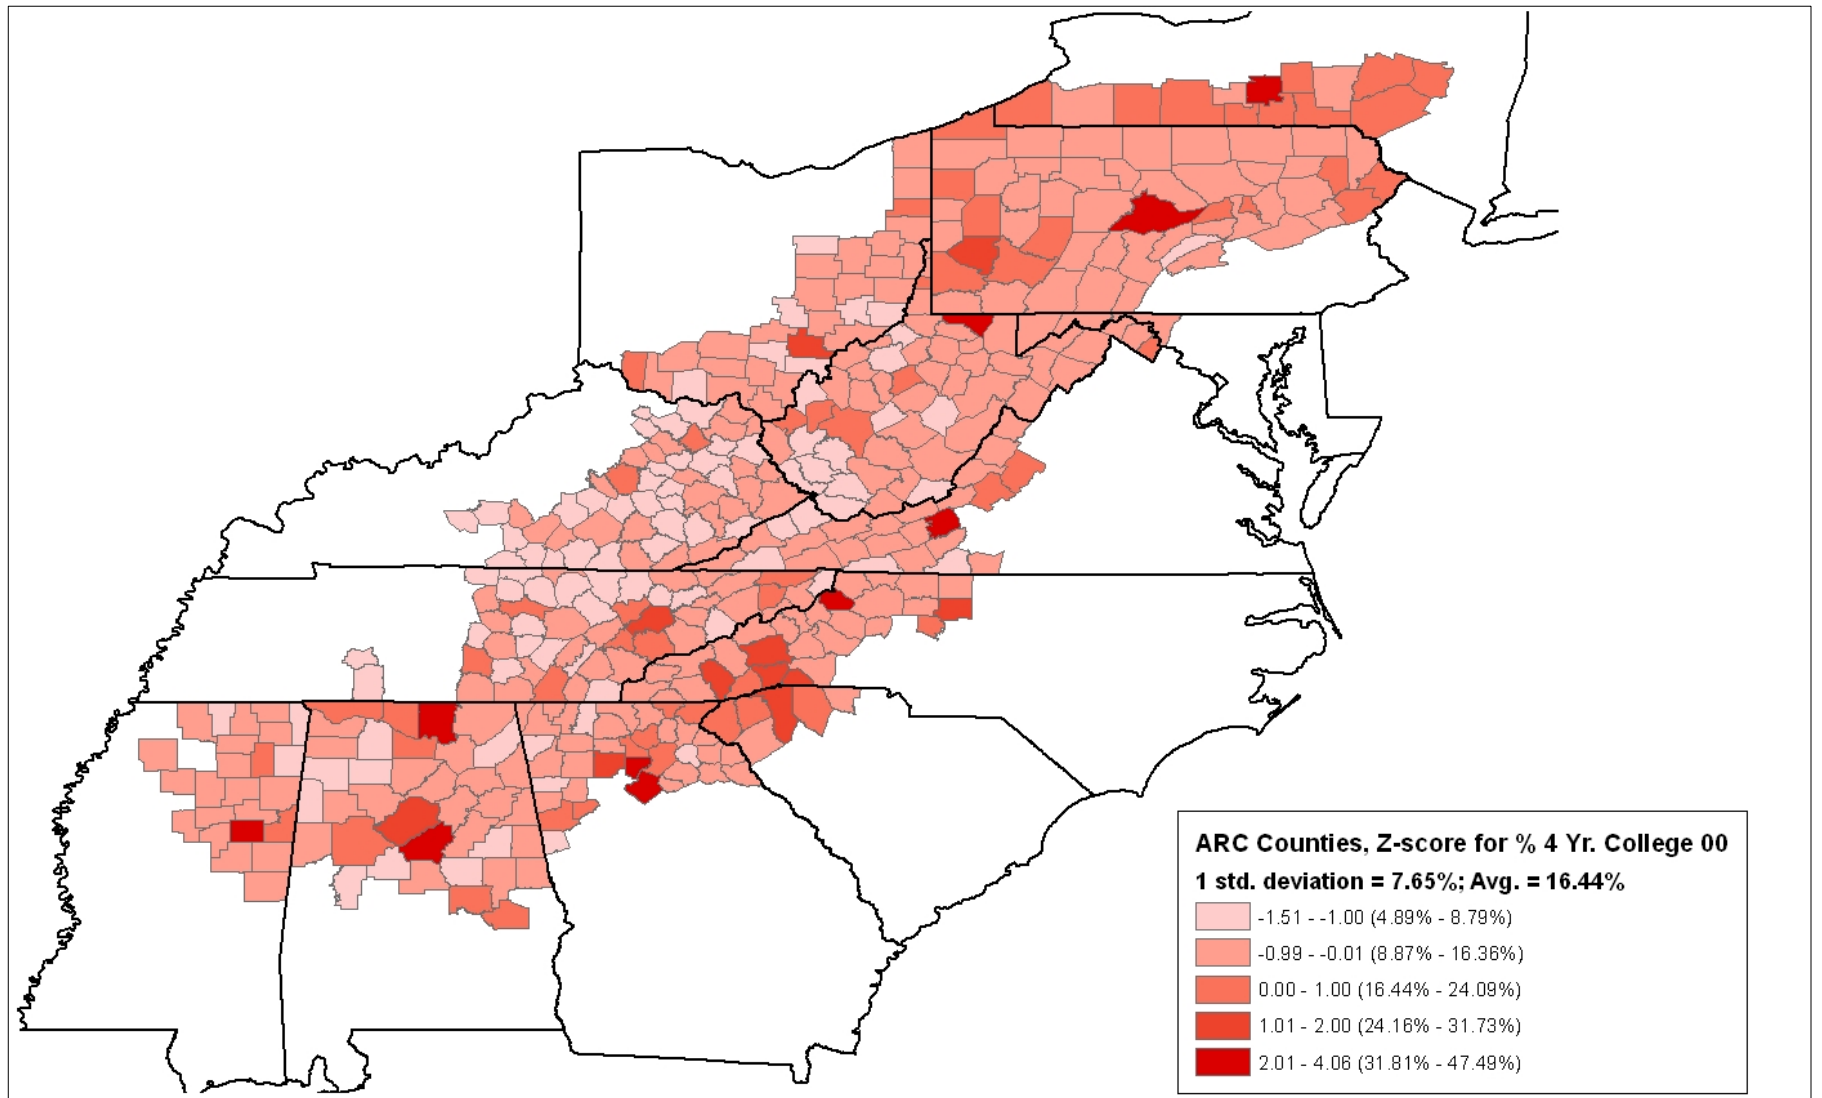 ARC Counties, Z-score for % 4 Yr. College 00
1 std. deviation = 7.65%; Avg. = 16.44%
-1.51 - -1.00 (4.89% - 8.79%)
-0.99 - -0.01 (8.87% - 16.36%)
0.00 - 1.00 (16.44% - 24.09%)
1.01 - 2.00 (24.16% - 31.73%)
2.01 - 4.06 (31.81% - 47.49%)